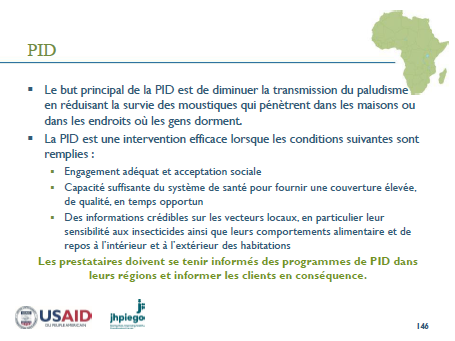 PID
▪ Le but principal de la PID est de diminuer la transmission du paludisme
en réduisant la survie des moustiques qui pénètrent dans les maisons ou
dans les endroits où les gens dorment.
▪ La PID est une intervention efficace lorsque les conditions suivantes sont
remplies :
▪ Engagement adéquat et acceptation sociale
▪ Capacité suffisante du système de santé pour fournir une couverture élevée,
de qualité, en temps opportun
▪ Des informations crédibles sur les vecteurs locaux, en particulier leur
sensibilité aux insecticides ainsi que leurs comportements alimentaire et de
repos à l'intérieur et à l'extérieur des habitations
Les prestataires doivent se tenir informés des programmes de PID dans
leurs régions et informer les clients en conséquence.
USAID
jhpiego
146